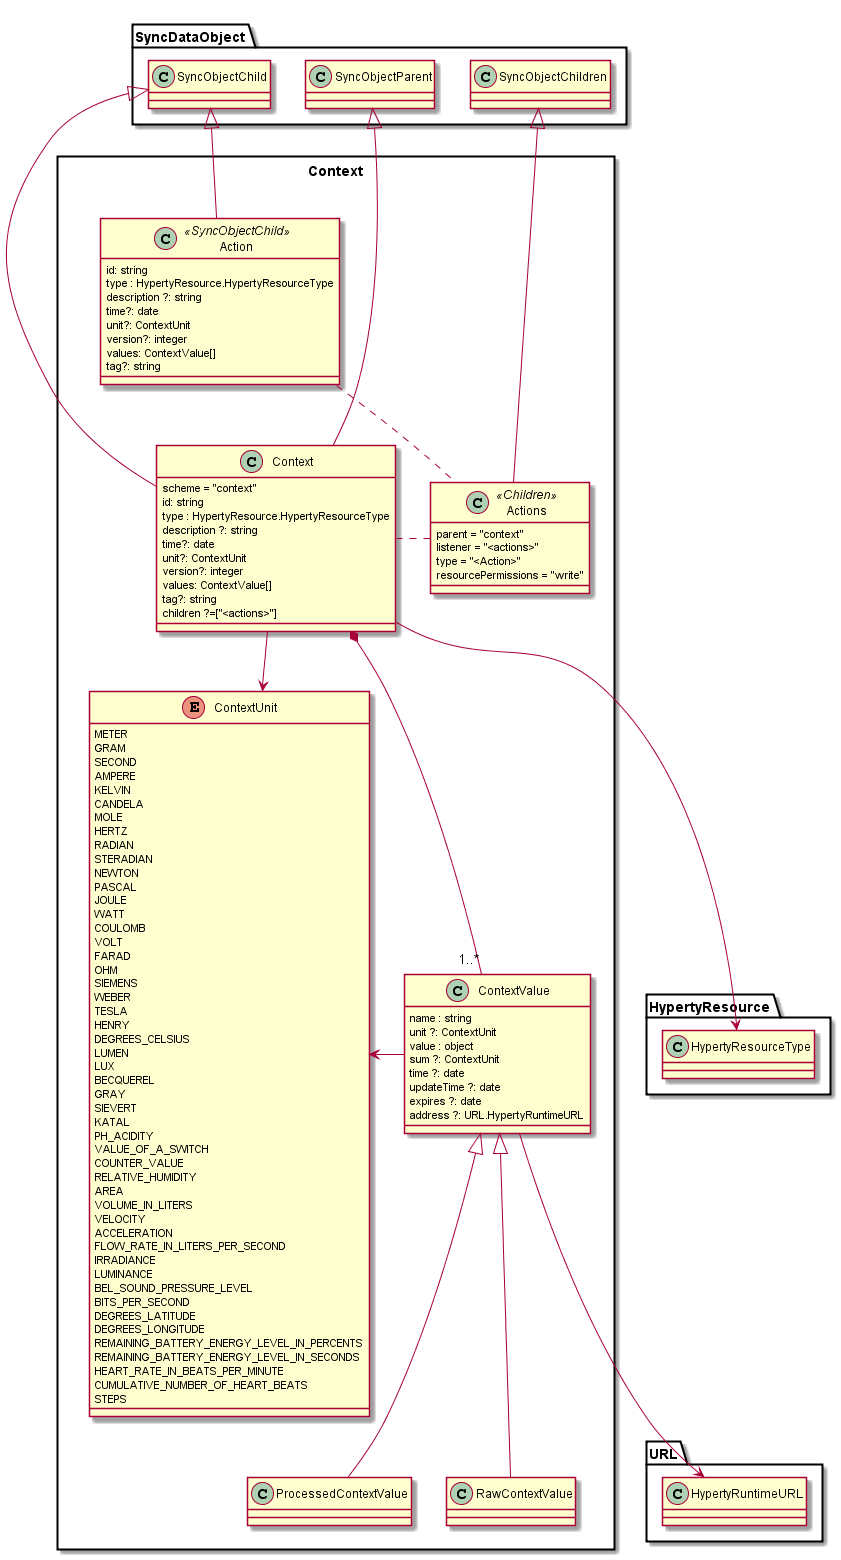 SyncDataObject
C SyncObjectChild
C SyncObjectParent
C SyncObjectChildren
Context
C «SyncObjectChild»
Action
id: string
type : HypertyResource.HypertyResourceType
description ?: string
time?: date
unit?: ContextUnit
version?: integer
values: ContextValue[]
tag?: string
C Context
scheme = "context"
id: string
type : HypertyResource.HypertyResourceType
description ?: string
time?: date
unit?: ContextUnit
version?: integer
values: ContextValue[]
tag?: string
children ?=["<actions>"]
C «Children»
Actions
parent = "context"
listener = "<actions>"
type = "<Action>"
resourcePermissions = "write"
E ContextUnit
METER
GRAM
SECOND
AMPERE
KELVIN
CANDELA
MOLE
HERTZ
RADIAN
STERADIAN
NEWTON
PASCAL
JOULE
WATT
COULOMB
VOLT
FARAD
OHM
SIEMENS
WEBER
TESLA
HENRY
DEGREES_CELSIUS
LUMEN
LUX
BECQUEREL
GRAY
SIEVERT
KATAL
PH_ACIDITY
VALUE_OF_A_SWITCH
COUNTER_VALUE
RELATIVE_HUMIDITY
AREA
VOLUME_IN_LITERS
VELOCITY
ACCELERATION
FLOW_RATE_IN_LITERS_PER_SECOND
IRRADIANCE
LUMINANCE
BEL_SOUND_PRESSURE_LEVEL
BITS_PER_SECOND
DEGREES_LATITUDE
DEGREES_LONGITUDE
REMAINING_BATTERY_ENERGY_LEVEL_IN_PERCENTS
REMAINING_BATTERY_ENERGY_LEVEL_IN_SECONDS
HEART_RATE_IN_BEATS_PER_MINUTE
CUMULATIVE_NUMBER_OF_HEART_BEATS
STEPS
1..*
C ContextValue
name : string
unit ?: ContextUnit
value : object
sum ?: ContextUnit
time ?: date
updateTime ?: date
expires ?: date
address ?: URL.HypertyRuntimeURL
HypertyResource
C HypertyResourceType
C ProcessedContextValue
C RawContextValue
URL
C HypertyRuntimeURL